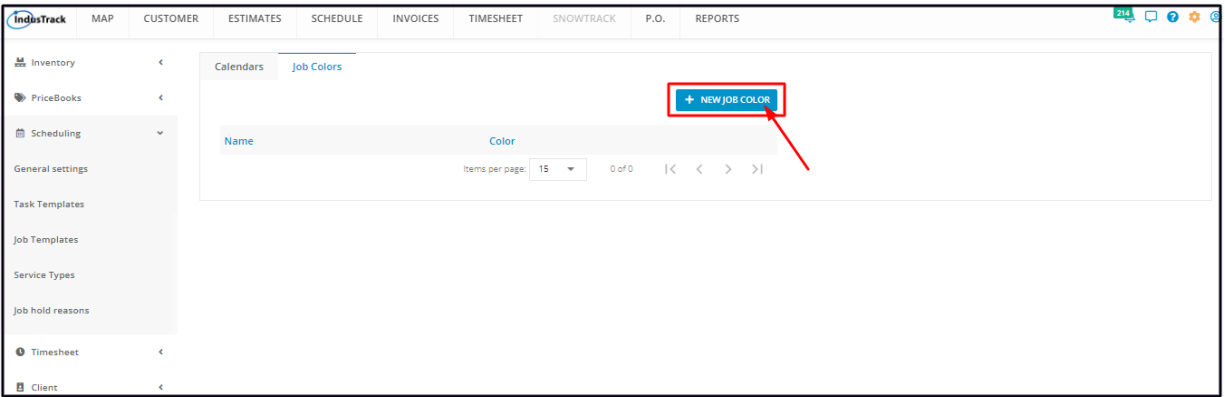 IndusTrack MAP CUSTOMER ESTIMATES SCHEDULE INVOICES TIMESHEET SNOWTRACK P.O. REPORTS 214
Inventory
Calendars Job Colors
PriceBooks
+ NEW JOB COLOR
Scheduling
Name Color
General settings
Items per page: 15 0 of 0
Task Templates
Job Templates
Service Types
Job hold reasons
Timesheet
Client